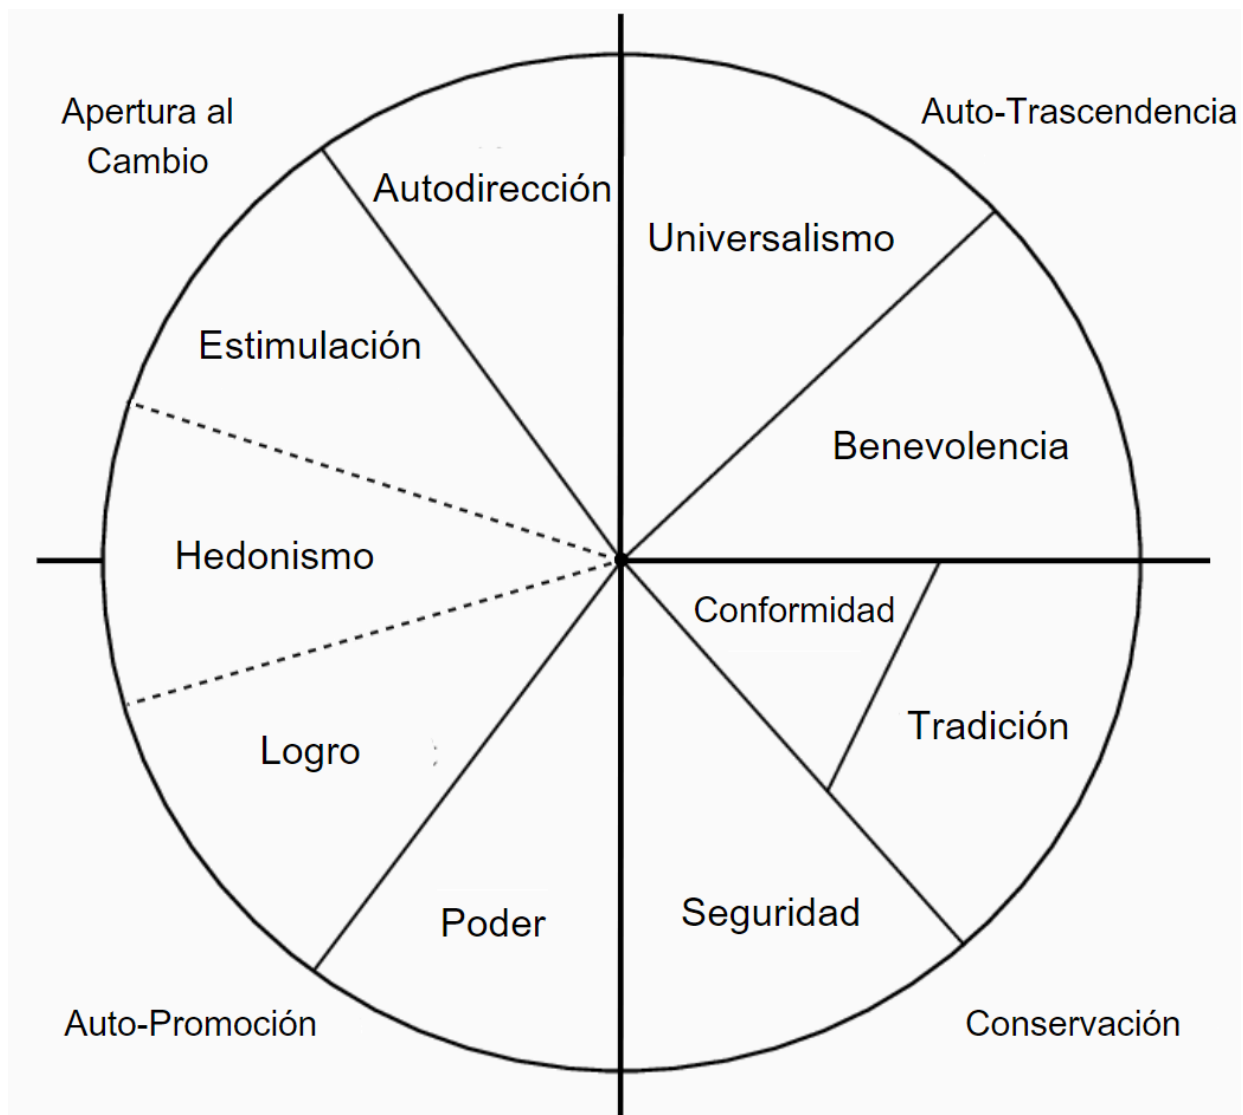 Apertura al
Cambio
Auto-Trascendencia
Autodirección
Universalismo
Estimulación
Benevolencia
Hedonismo
Conformidad
Tradición
Logro
Poder
Seguridad
Auto-Promoción
Conservación